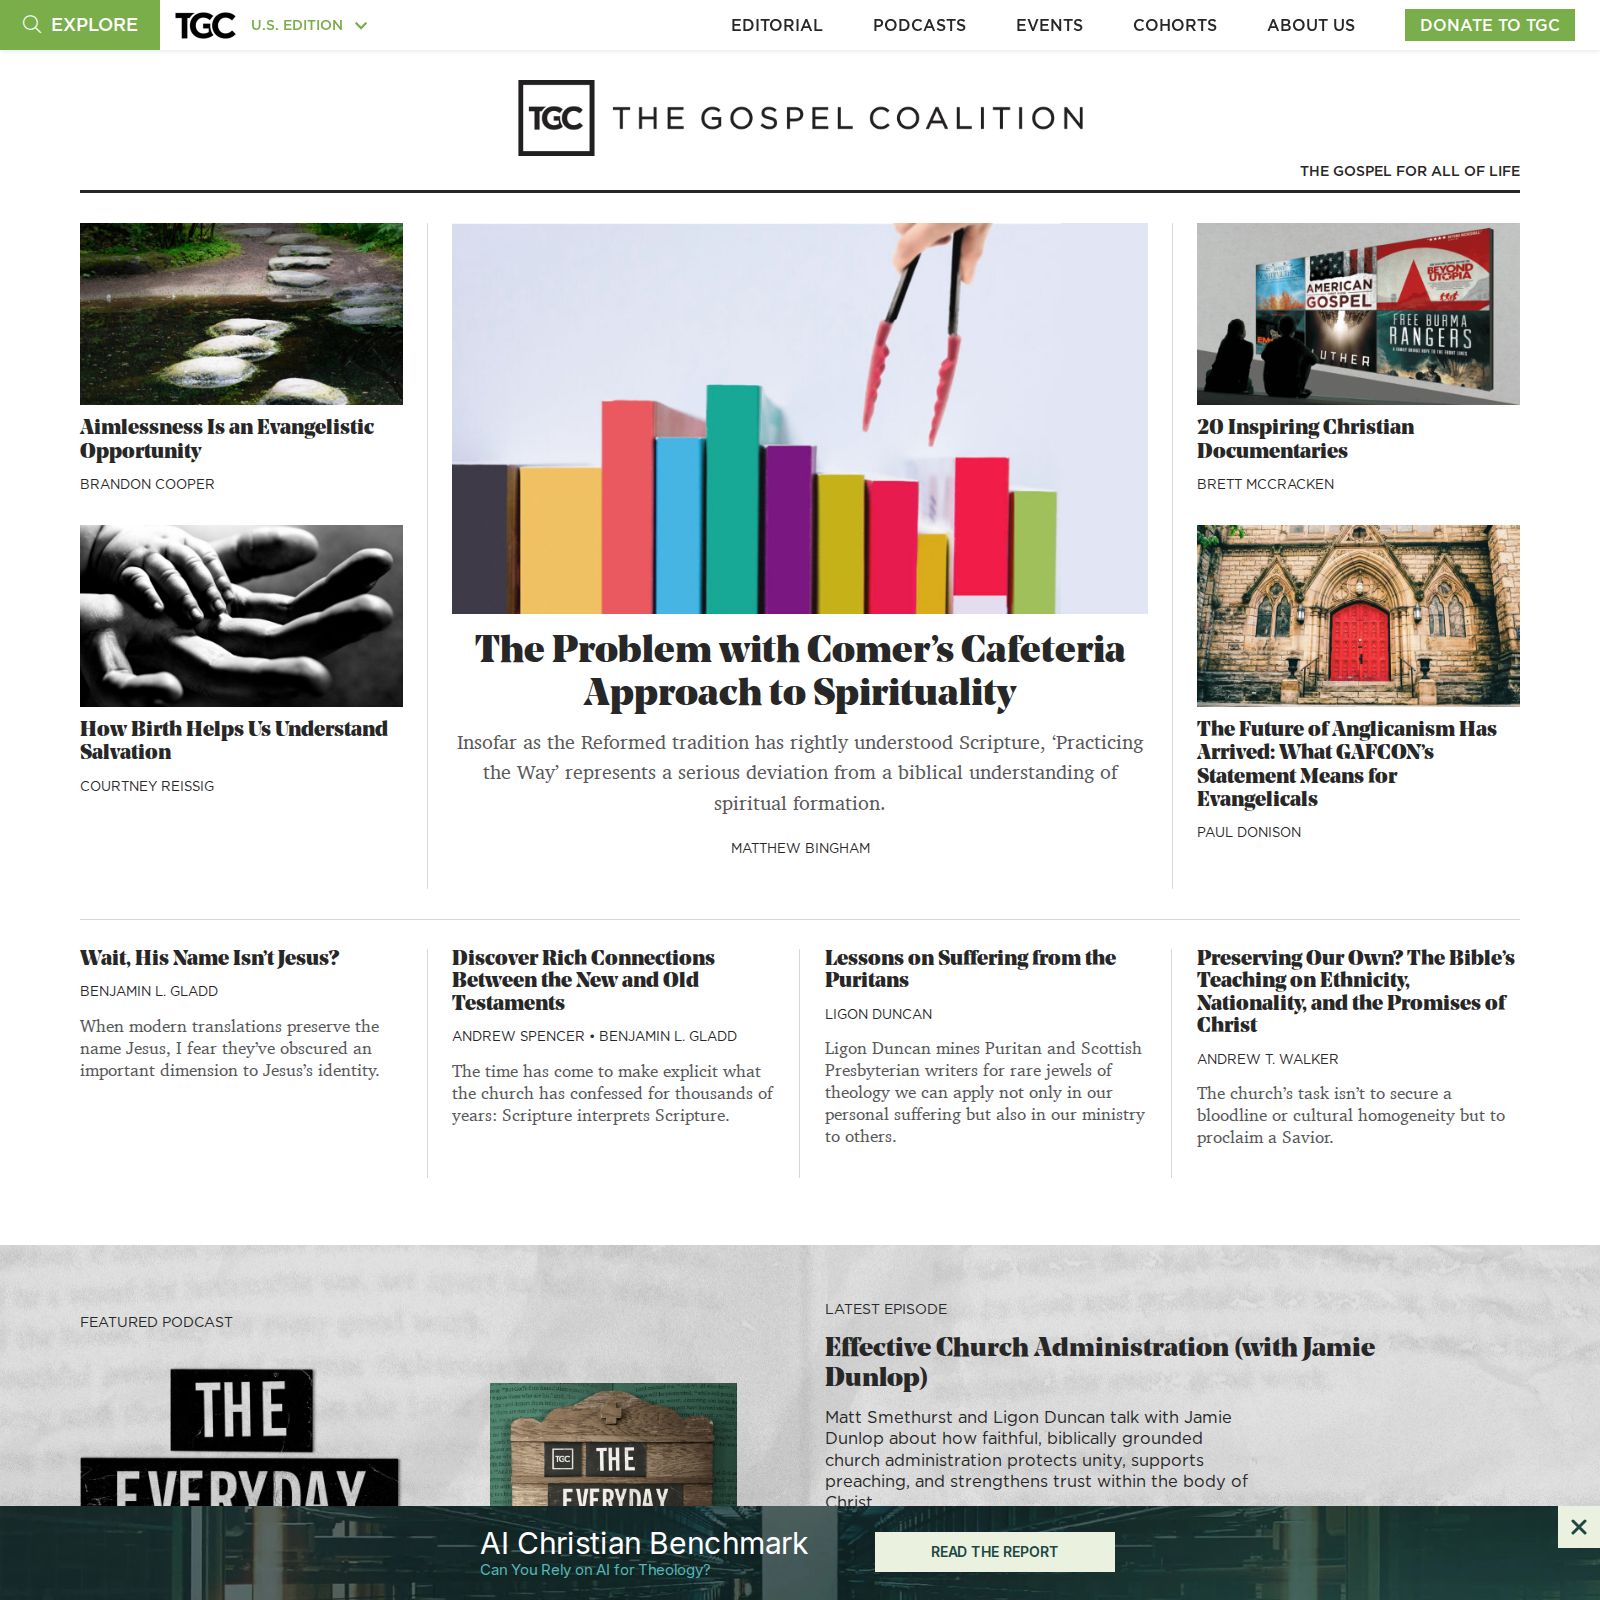 EXPLORE
TGC
U.S. EDITION
EDITORIAL
PODCASTS
EVENTS
COHORTS
ABOUT US
DONATE TO TGC
TGC THE GOSPEL COALITION
THE GOSPEL FOR ALL OF LIFE
Aimlessness Is an Evangelistic
Opportunity
BRANDON COOPER
How Birth Helps Us Understand
Salvation
COURTNEY REISSIG
The Problem with Comer’s Cafeteria
Approach to Spirituality
Insofar as the Reformed tradition has rightly understood Scripture, ‘Practicing
the Way’ represents a serious deviation from a biblical understanding of
spiritual formation.
MATTHEW BINGHAM
AMERICAN
GOSPEL
BEYOND
UTOPIA
LUTHER
FREE BURMA
RANGERS
20 Inspiring Christian
Documentaries
BRETT MCCRACKEN
The Future of Anglicanism Has
Arrived: What GAFCON’s
Statement Means for
Evangelicals
PAUL DONISON
Wait, His Name Isn’t Jesus?
BENJAMIN L. GLADD
When modern translations preserve the
name Jesus, I fear they’ve obscured an
important dimension to Jesus’s identity.
Discover Rich Connections
Between the New and Old
Testaments
ANDREW SPENCER • BENJAMIN L. GLADD
The time has come to make explicit what
the church has confessed for thousands of
years: Scripture interprets Scripture.
Lessons on Suffering from the
Puritans
LIGON DUNCAN
Ligon Duncan mines Puritan and Scottish
Presbyterian writers for rare jewels of
theology we can apply not only in our
personal suffering but also in our ministry
to others.
Preserving Our Own? The Bible’s
Teaching on Ethnicity,
Nationality, and the Promises of
Christ
ANDREW T. WALKER
The church’s task isn’t to secure a
bloodline or cultural homogeneity but to
proclaim a Savior.
FEATURED PODCAST
THE
EVERYDAY
TGC THE
EVERYDAY
LATEST EPISODE
Effective Church Administration (with Jamie
Dunlop)
Matt Smethurst and Ligon Duncan talk with Jamie
Dunlop about how faithful, biblically grounded
church administration protects unity, supports
preaching, and strengthens trust within the body of
Christ
AI Christian Benchmark
Can You Rely on AI for Theology?
READ THE REPORT